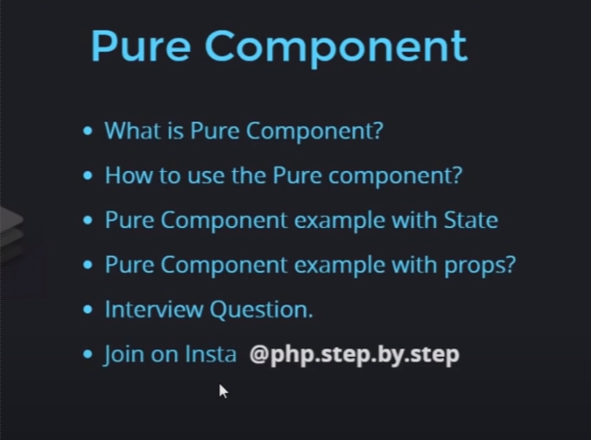 Pure Component
• What is Pure Component?
• How to use the Pure component?
• Pure Component example with State
• Pure Component example with props?
• Interview Question.
• Join on Insta @php.step.by.step